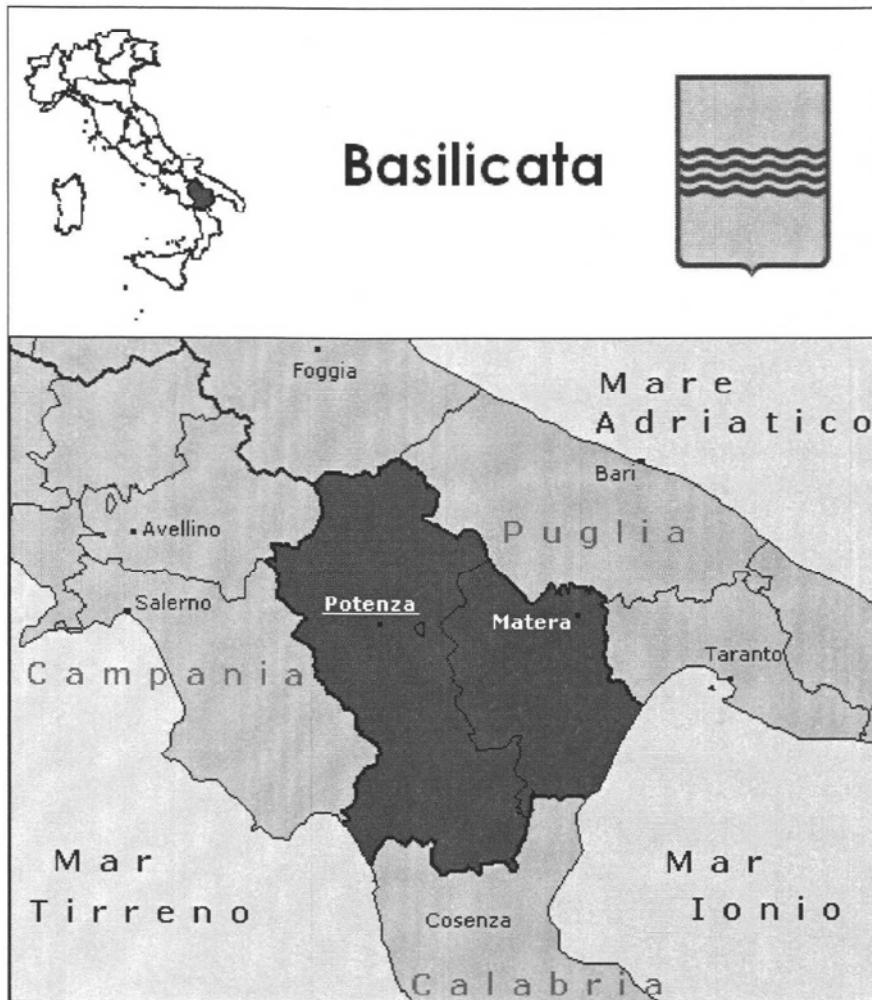 Basilicata
Foggia
Mare
Adriatico
Bari
Puglia
Avellino
Salerno
Potenza
Matera
Campania
Taranto
Mar
Tirreno
Mar
Ionio
Cosenza
Calabria